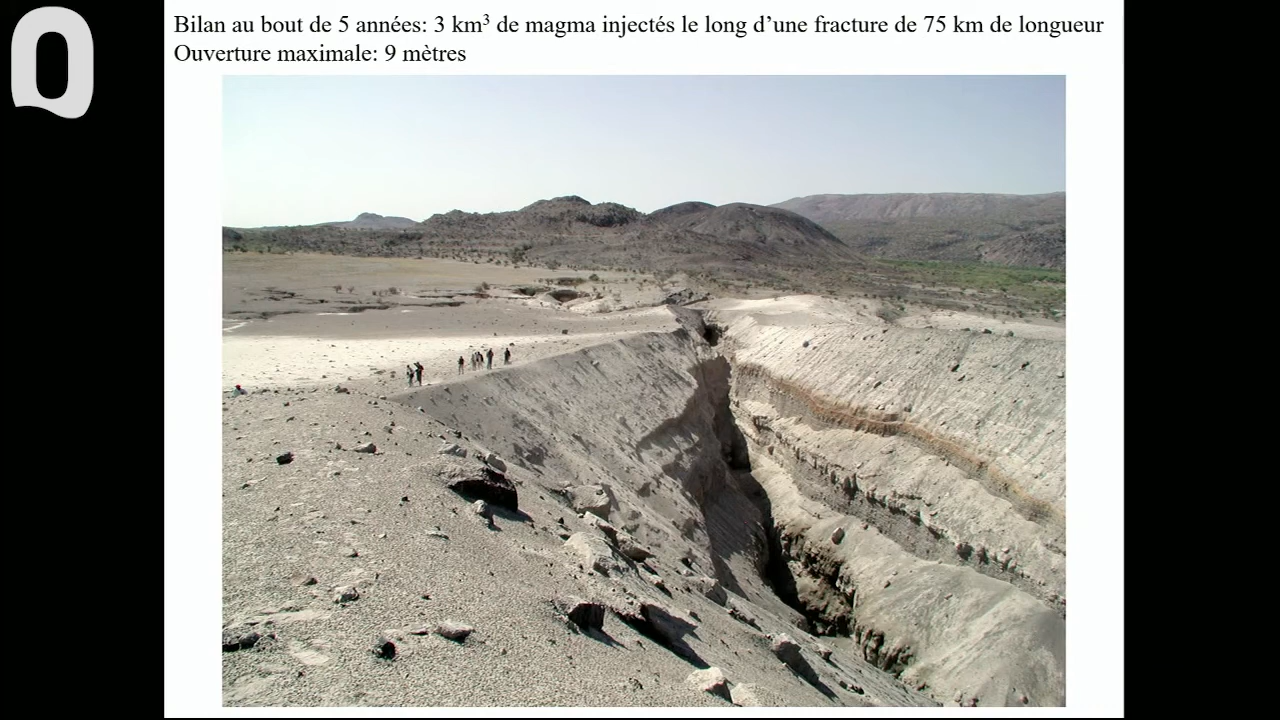 Bilan au bout de 5 années: 3 km³ de magma injectés le long d’une fracture de 75 km de longueur
Ouverture maximale: 9 mètres